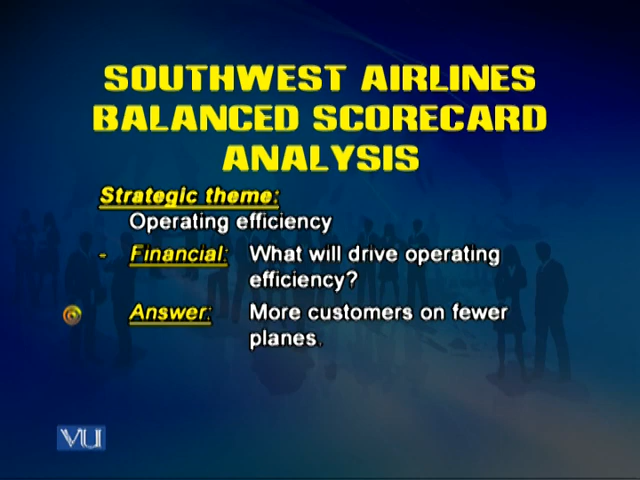 SOUTHWEST AIRLINES
BALANCED SCORECARD
ANALYSIS
Strategic theme:
Operating efficiency
- Financial: What will drive operating
efficiency?
Answer: More customers on fewer
planes.
VU